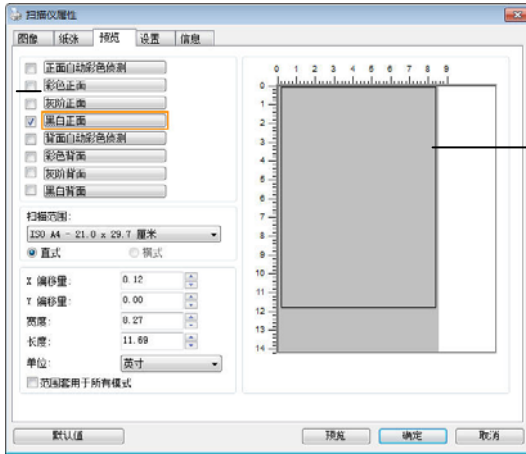 扫描仪属性
图像 纸张 预览 设置 信息
正面自动彩色侦测
彩色正面
灰阶正面
黑白正面
背面自动彩色侦测
彩色背面
灰阶背面
黑白背面
扫描范围:
ISO A4 - 21.0 x 29.7 厘米
直式 横式
X 偏移量: 0.12
Y 偏移量: 0.00
宽度: 8.27
长度: 11.69
单位: 英寸
范围套用于所有模式
0 1 2 3 4 5 6 7 8 9
0
1
2
3
4
5
6
7
8
9
10
11
12
13
14
默认值 预览 确定 取消